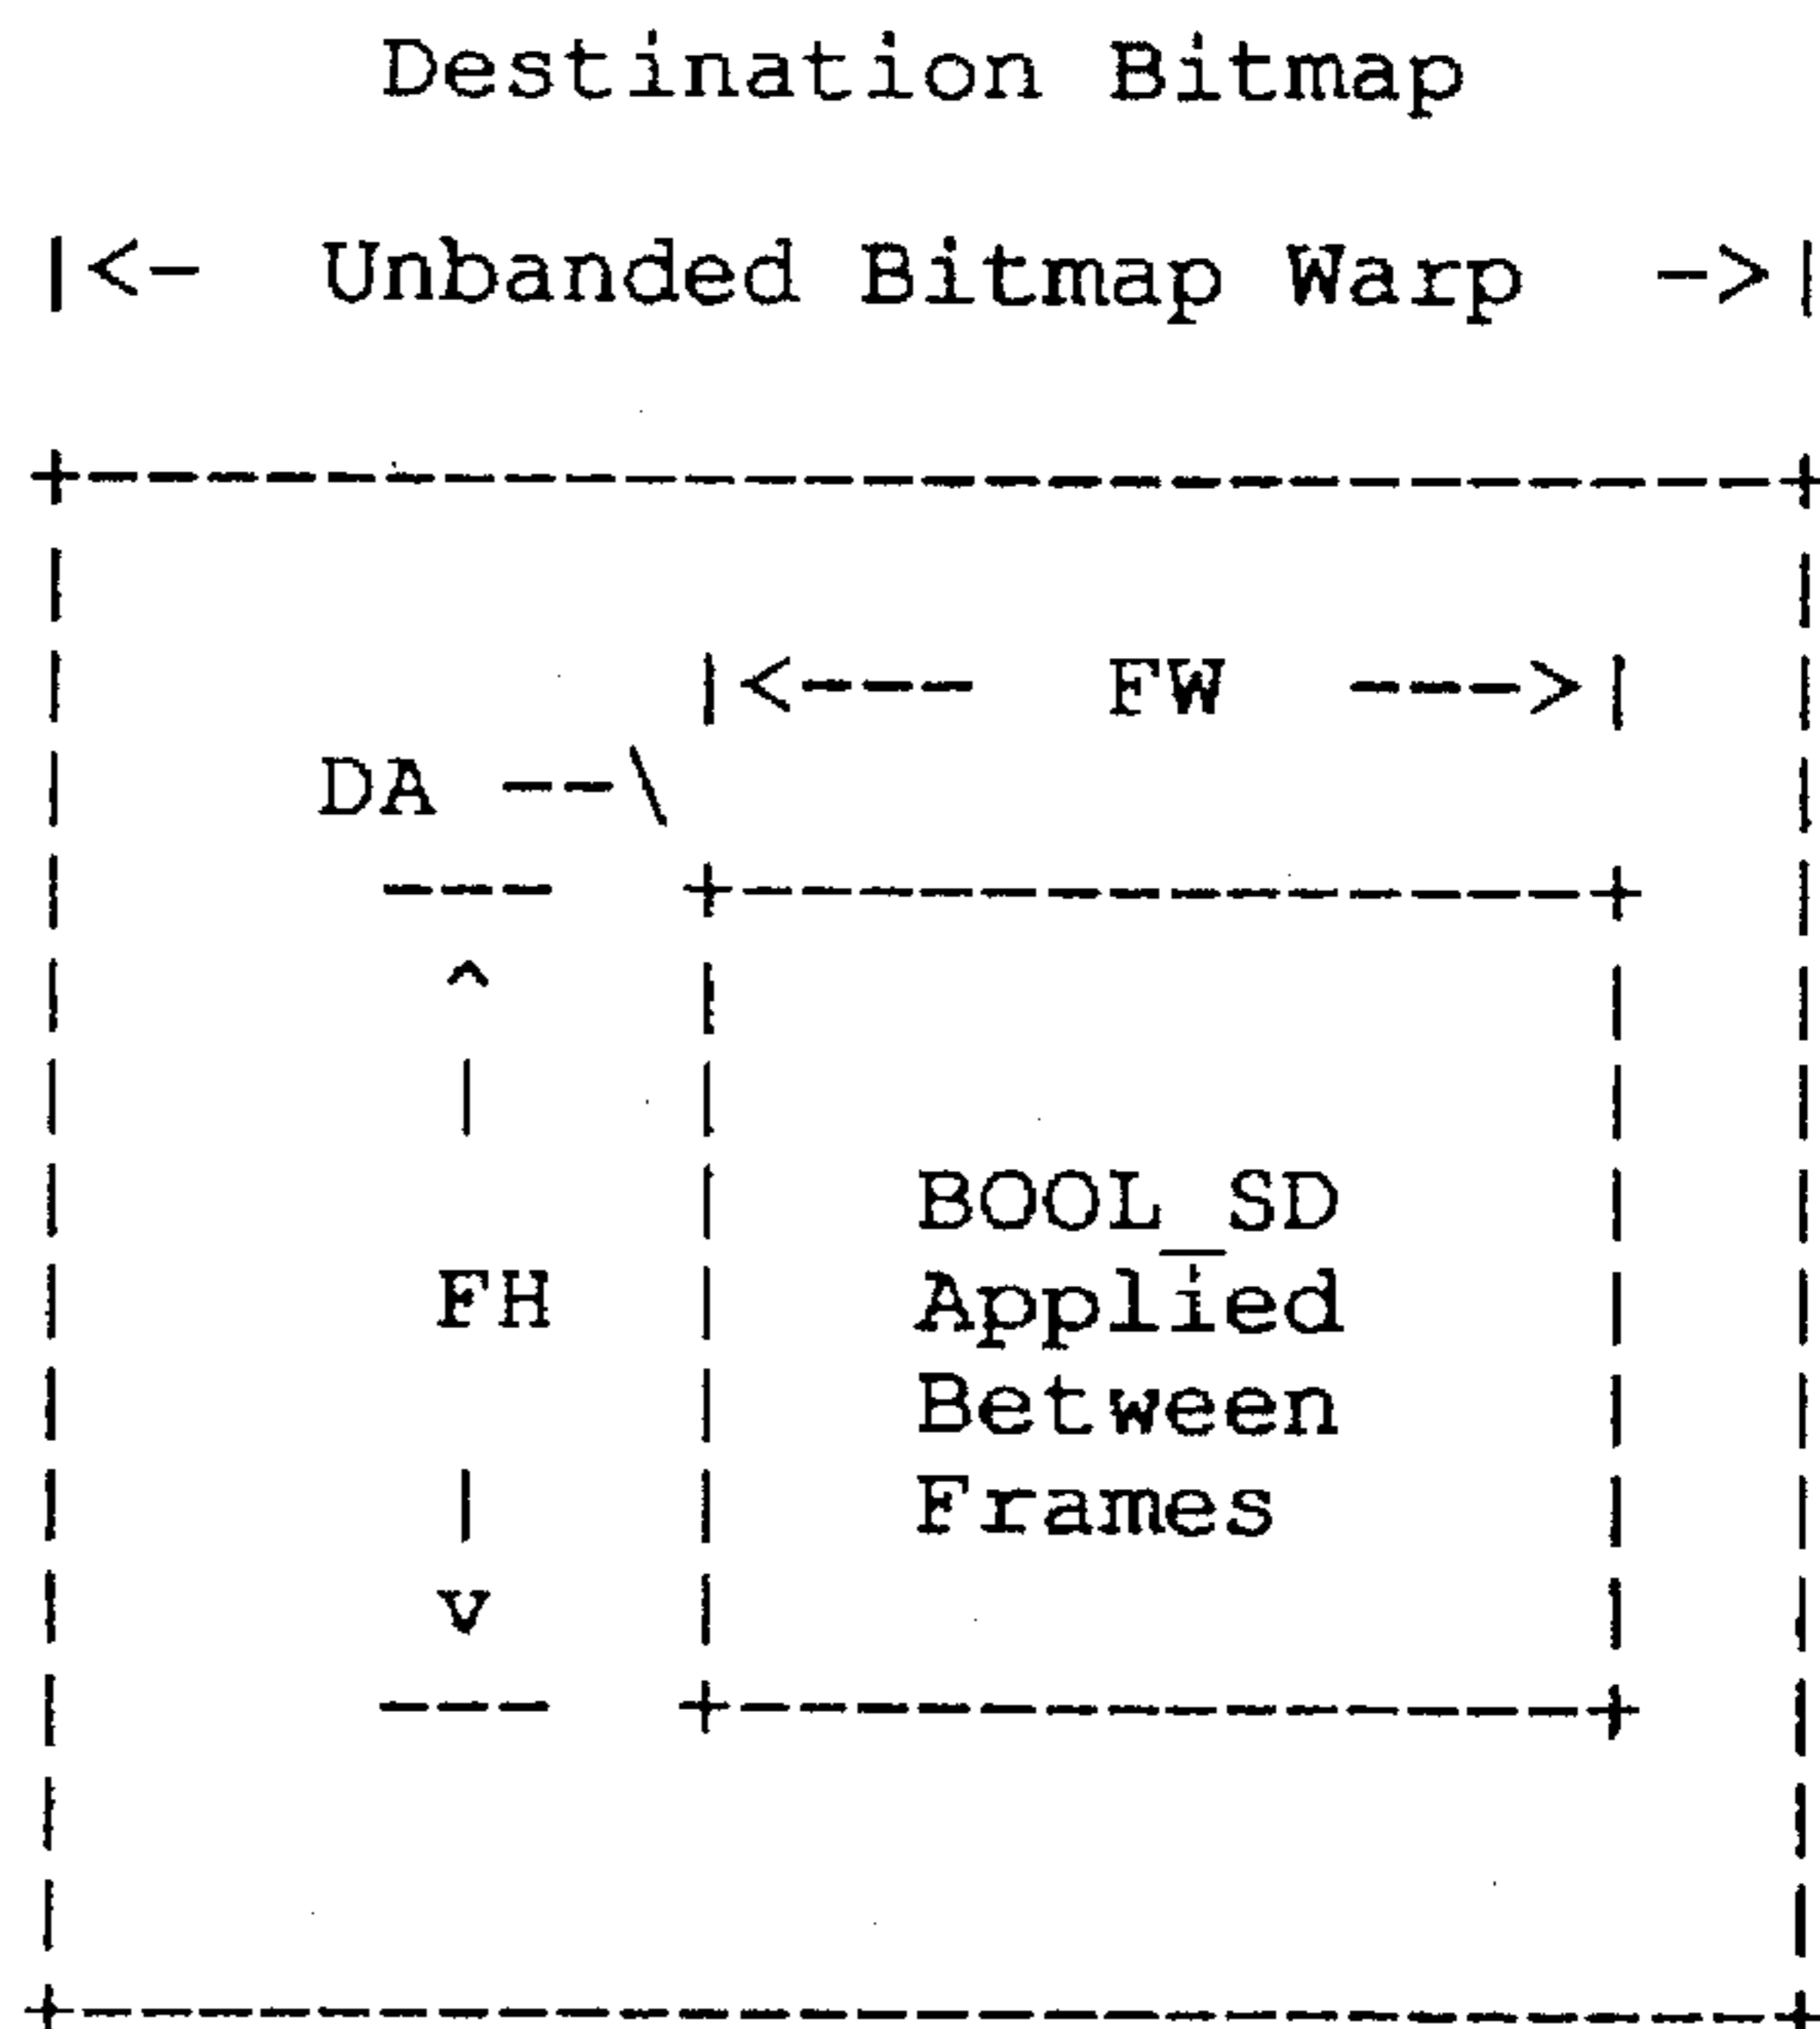 Destination Bitmap
|<- Unbanded Bitmap Warp ->|
|<--- FW --->|
DA --\
FH
BOOL_SD
Applied
Between
Frames